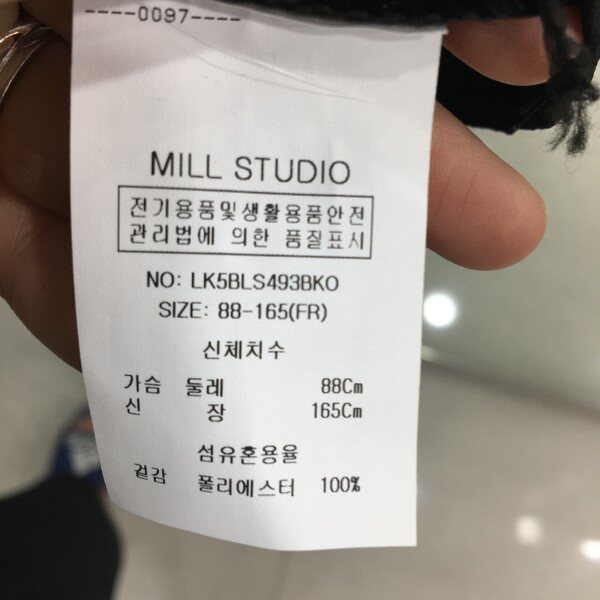 ----0097----
MILL STUDIO
전기용품및생활용품안전
관리법에 의한 품질표시
NO: LK5BLS493BKO
SIZE: 88-165(FR)
신체치수
가슴 둘레 88Cm
신 장 165Cm
섬유혼용율
겉감 폴리에스터 100%